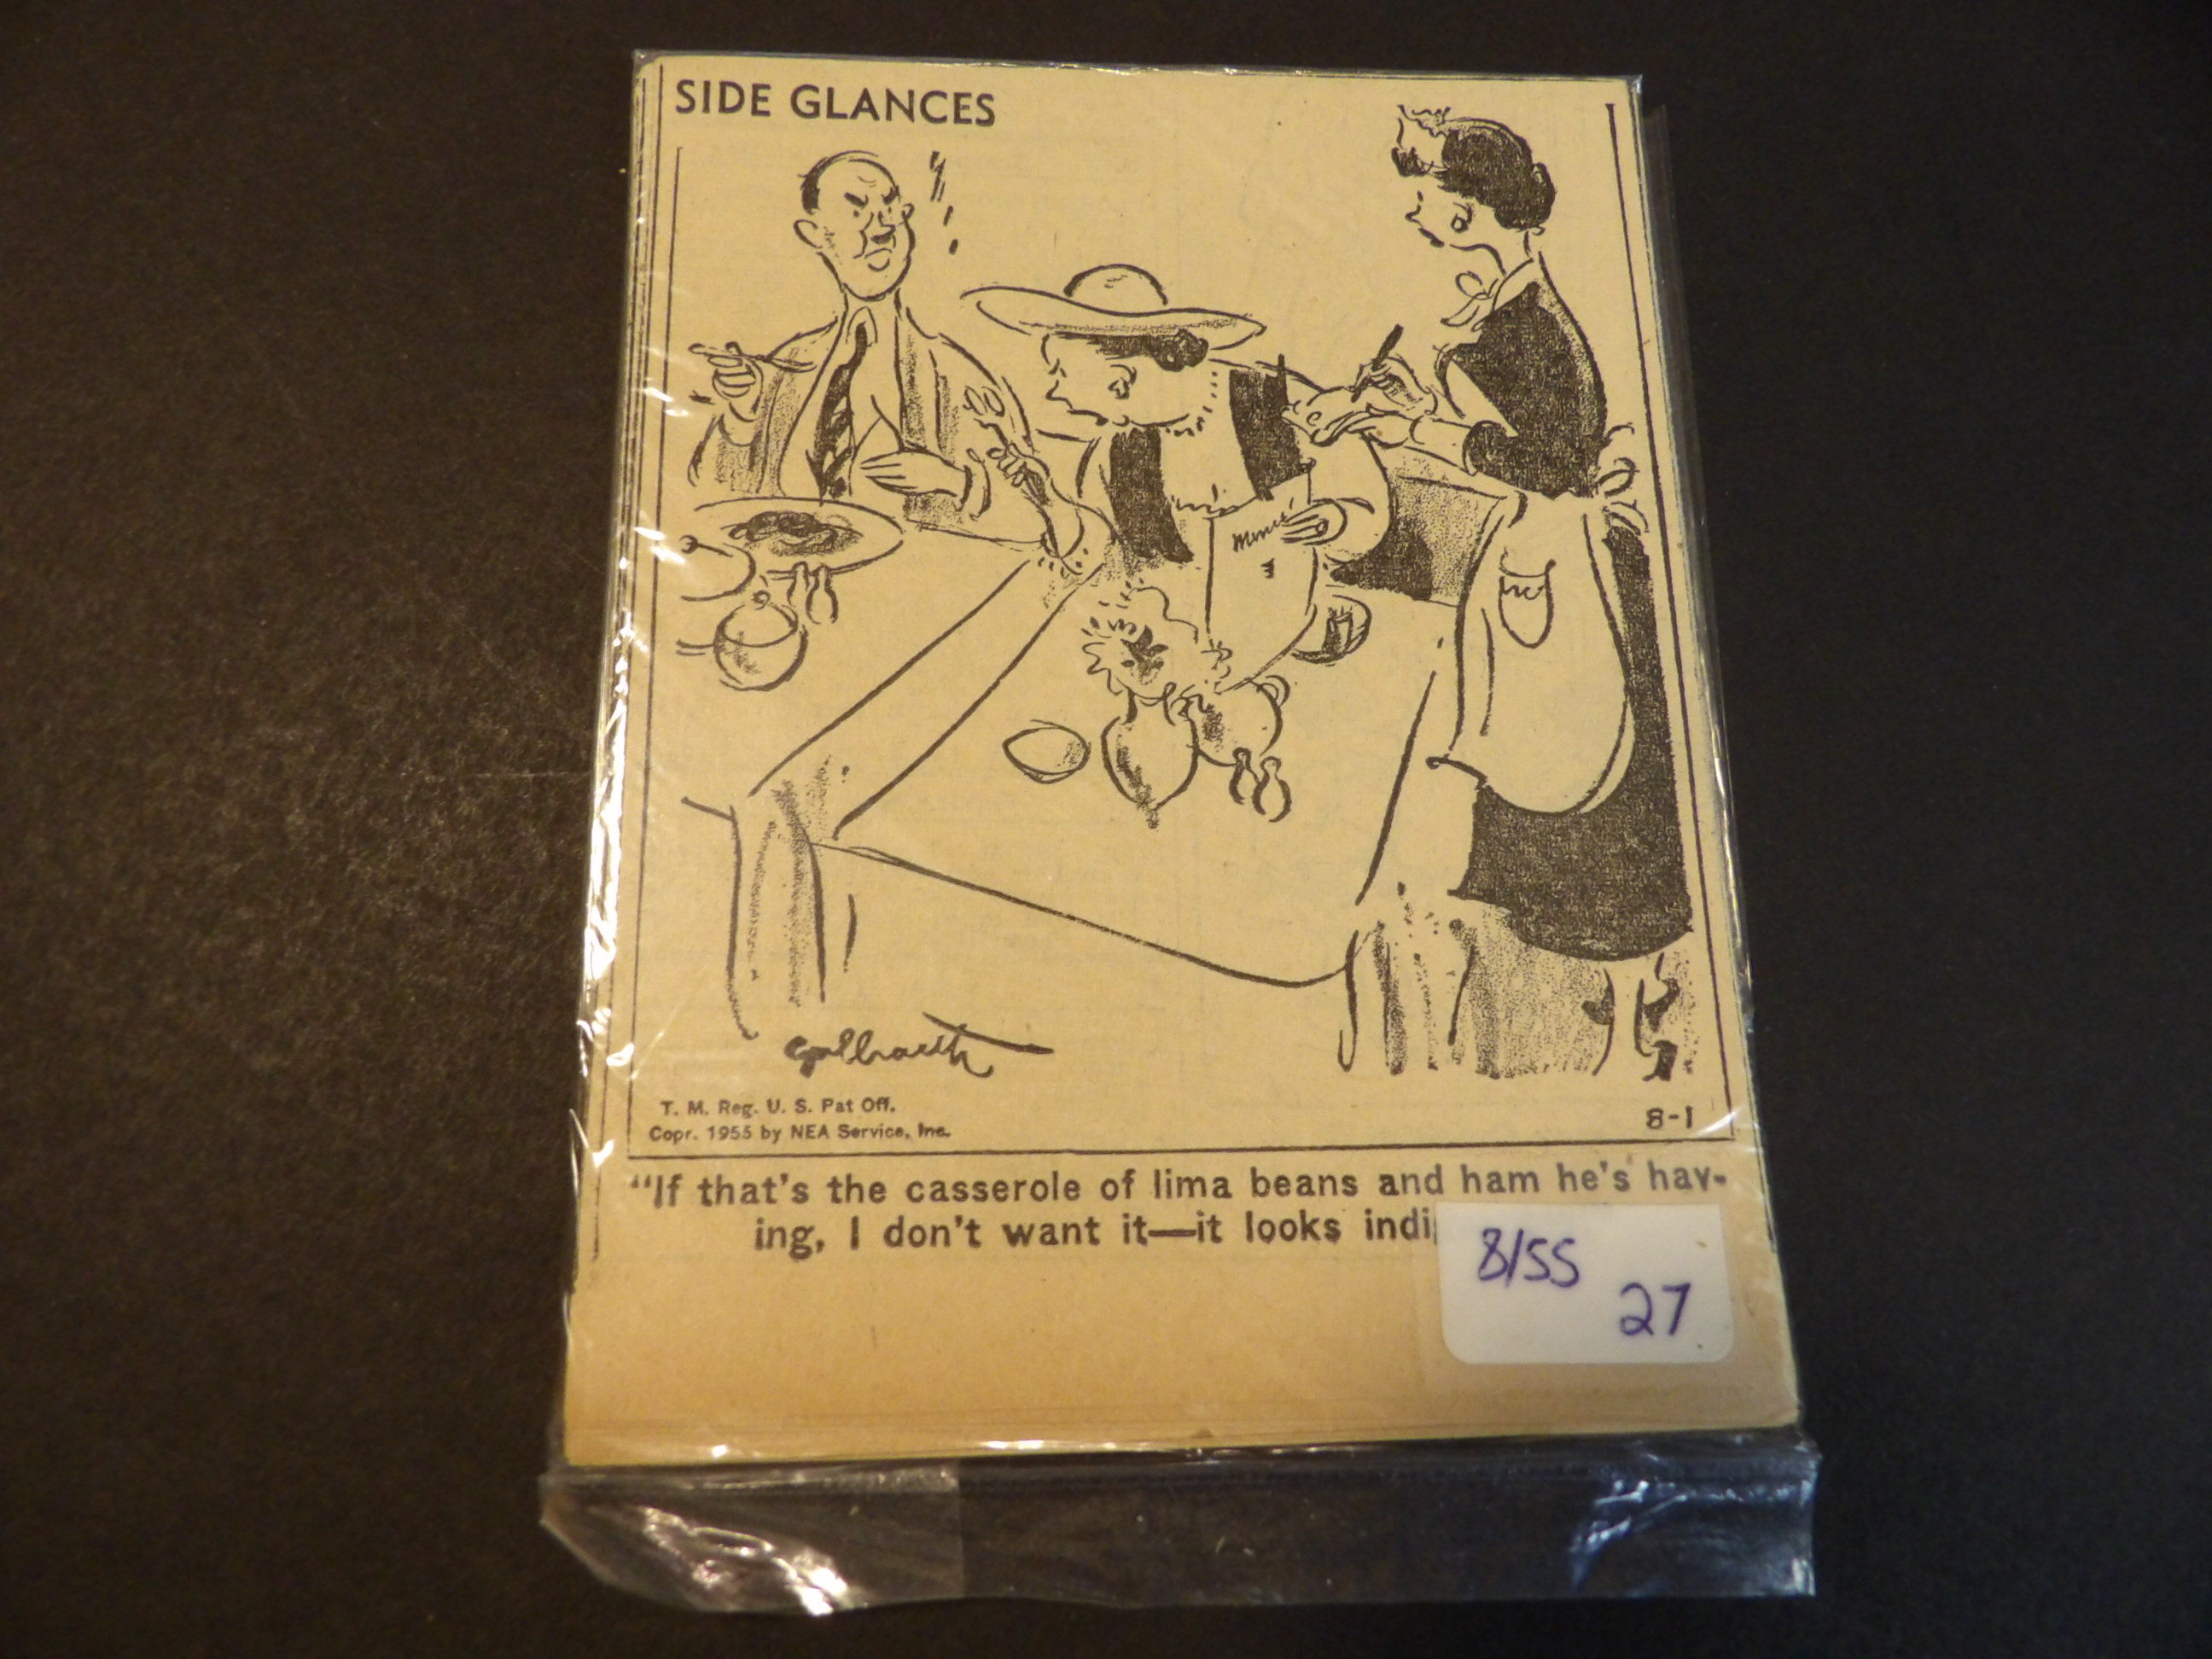 SIDE GLANCES
Menu
Galbraith
T. M. Reg. U. S. Pat Off.
Copr. 1955 by NEA Service, Inc.
8-1
"If that's the casserole of lima beans and ham he's hav-
ing, I don't want it—it looks indi
8/55
27